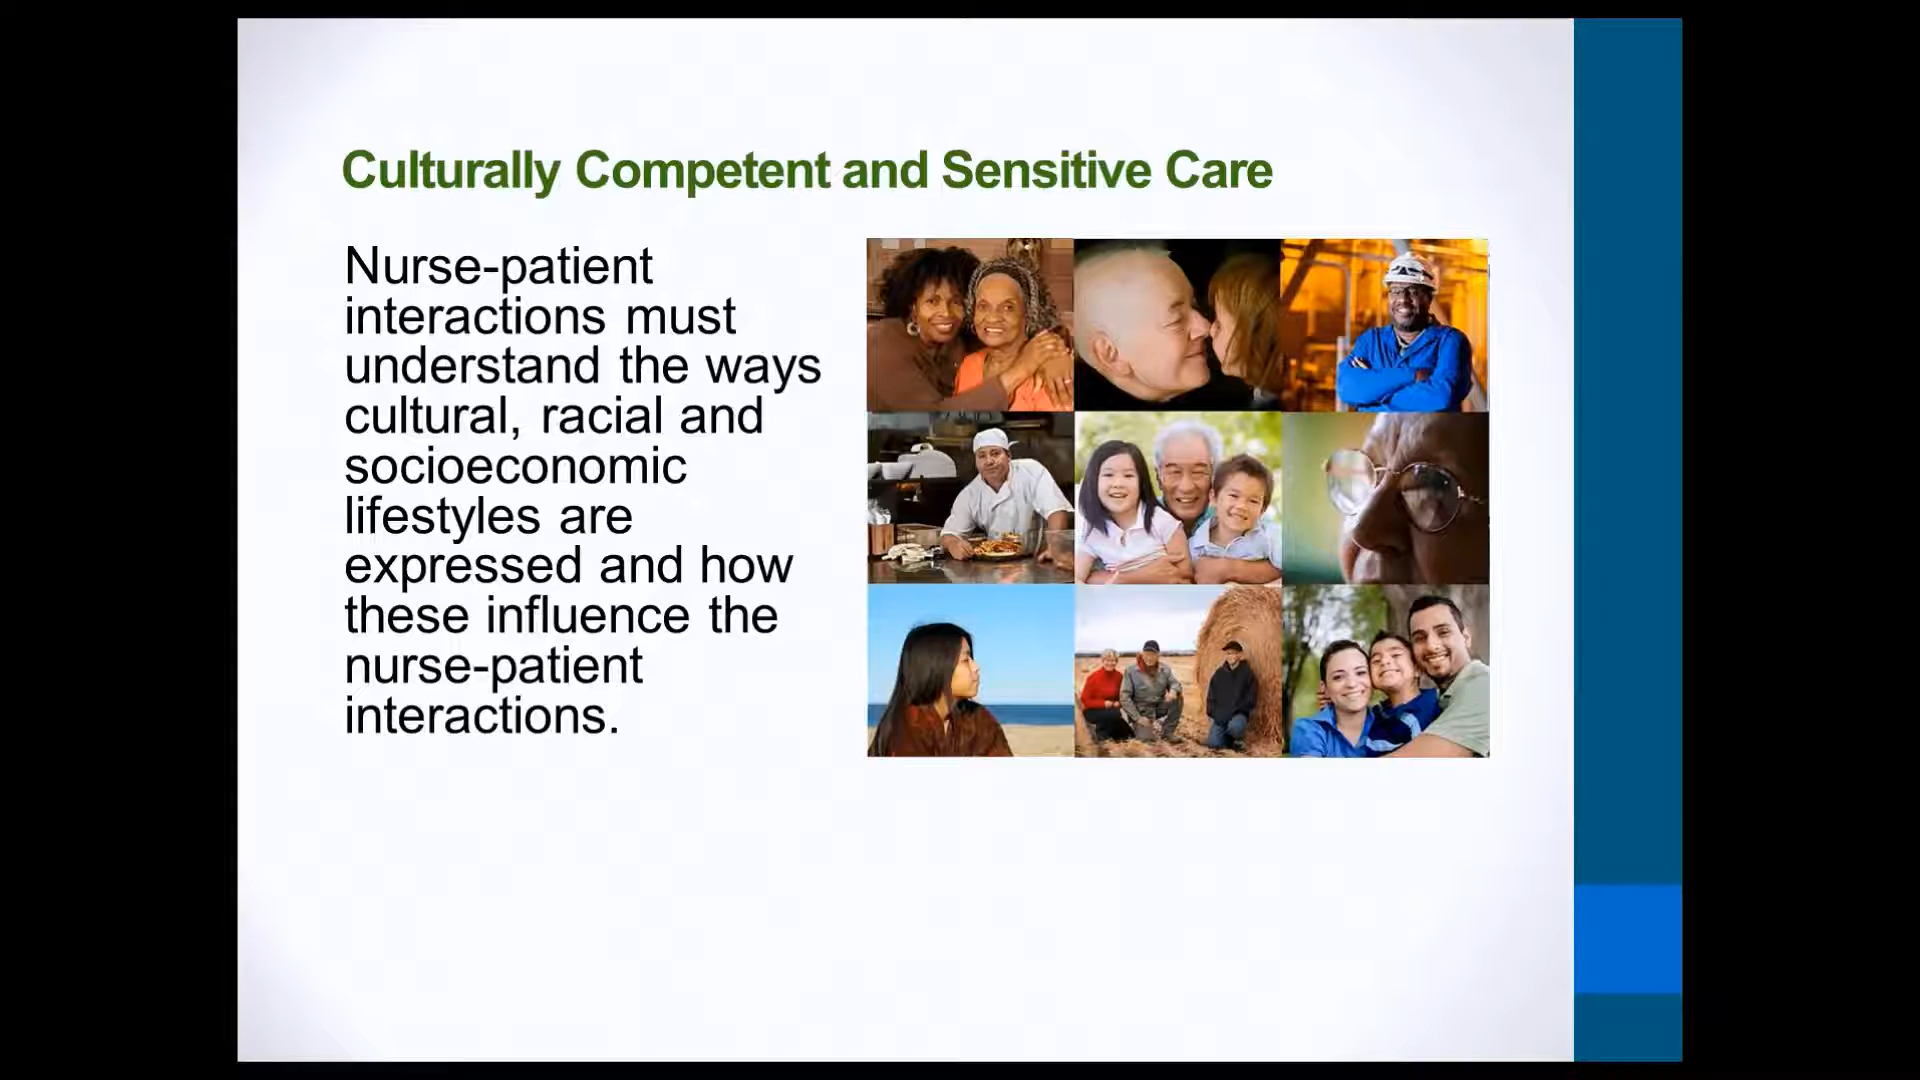 Culturally Competent and Sensitive Care
Nurse-patient
interactions must
understand the ways
cultural, racial and
socioeconomic
lifestyles are
expressed and how
these influence the
nurse-patient
interactions.